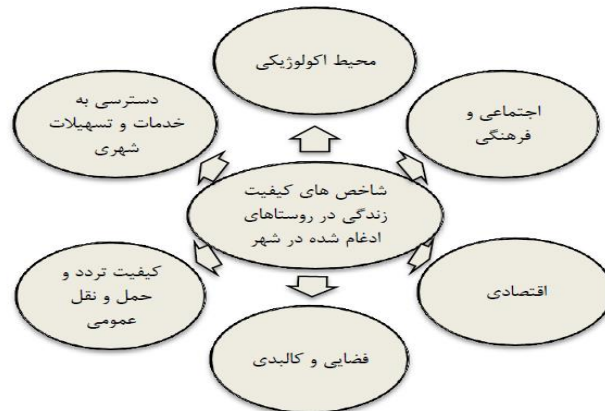 محیط اکولوژیکی
اجتماعی و
فرهنگی
دسترسی به
خدمات و تسهیلات
شهری
شاخص های کیفیت
زندگی در روستاهای
ادغام شده در شهر
اقتصادی
کیفیت تردد و
حمل و نقل
عمومی
فضایی و کالبدی